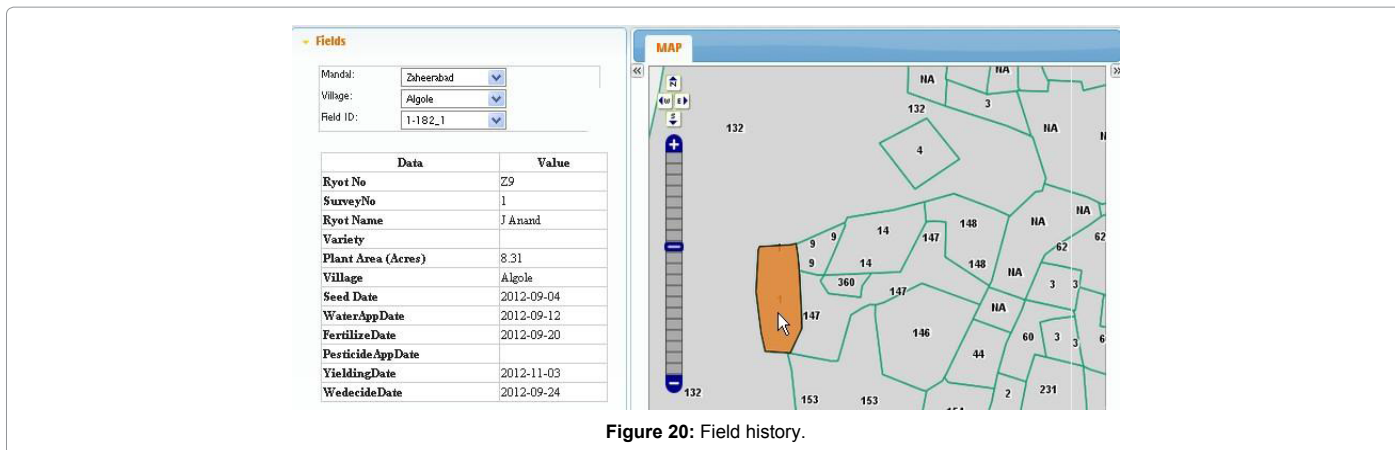 Fields
Mandal: Zaheerabad
Village: Algole
Field ID: 1-182_1
Data Value
Ryot No Z9
SurveyNo 1
Ryot Name J Anand
Variety
Plant Area (Acres) 8.31
Village Algole
Seed Date 2012-09-04
WaterAppDate 2012-09-12
FertilizeDate 2012-09-20
PesticideAppDate
YieldingDate 2012-11-03
WedecideDate 2012-09-24
MAP
« »
N
W E
S
+
NA NA
132 3
132 NA N
4
NA NA
9 9 14 147 148 62 62
9 14 148 NA 3 3
360 147
1
1
147 NA
146 60 3 3 6
44
132 153 153 2 231
Figure 20: Field history.